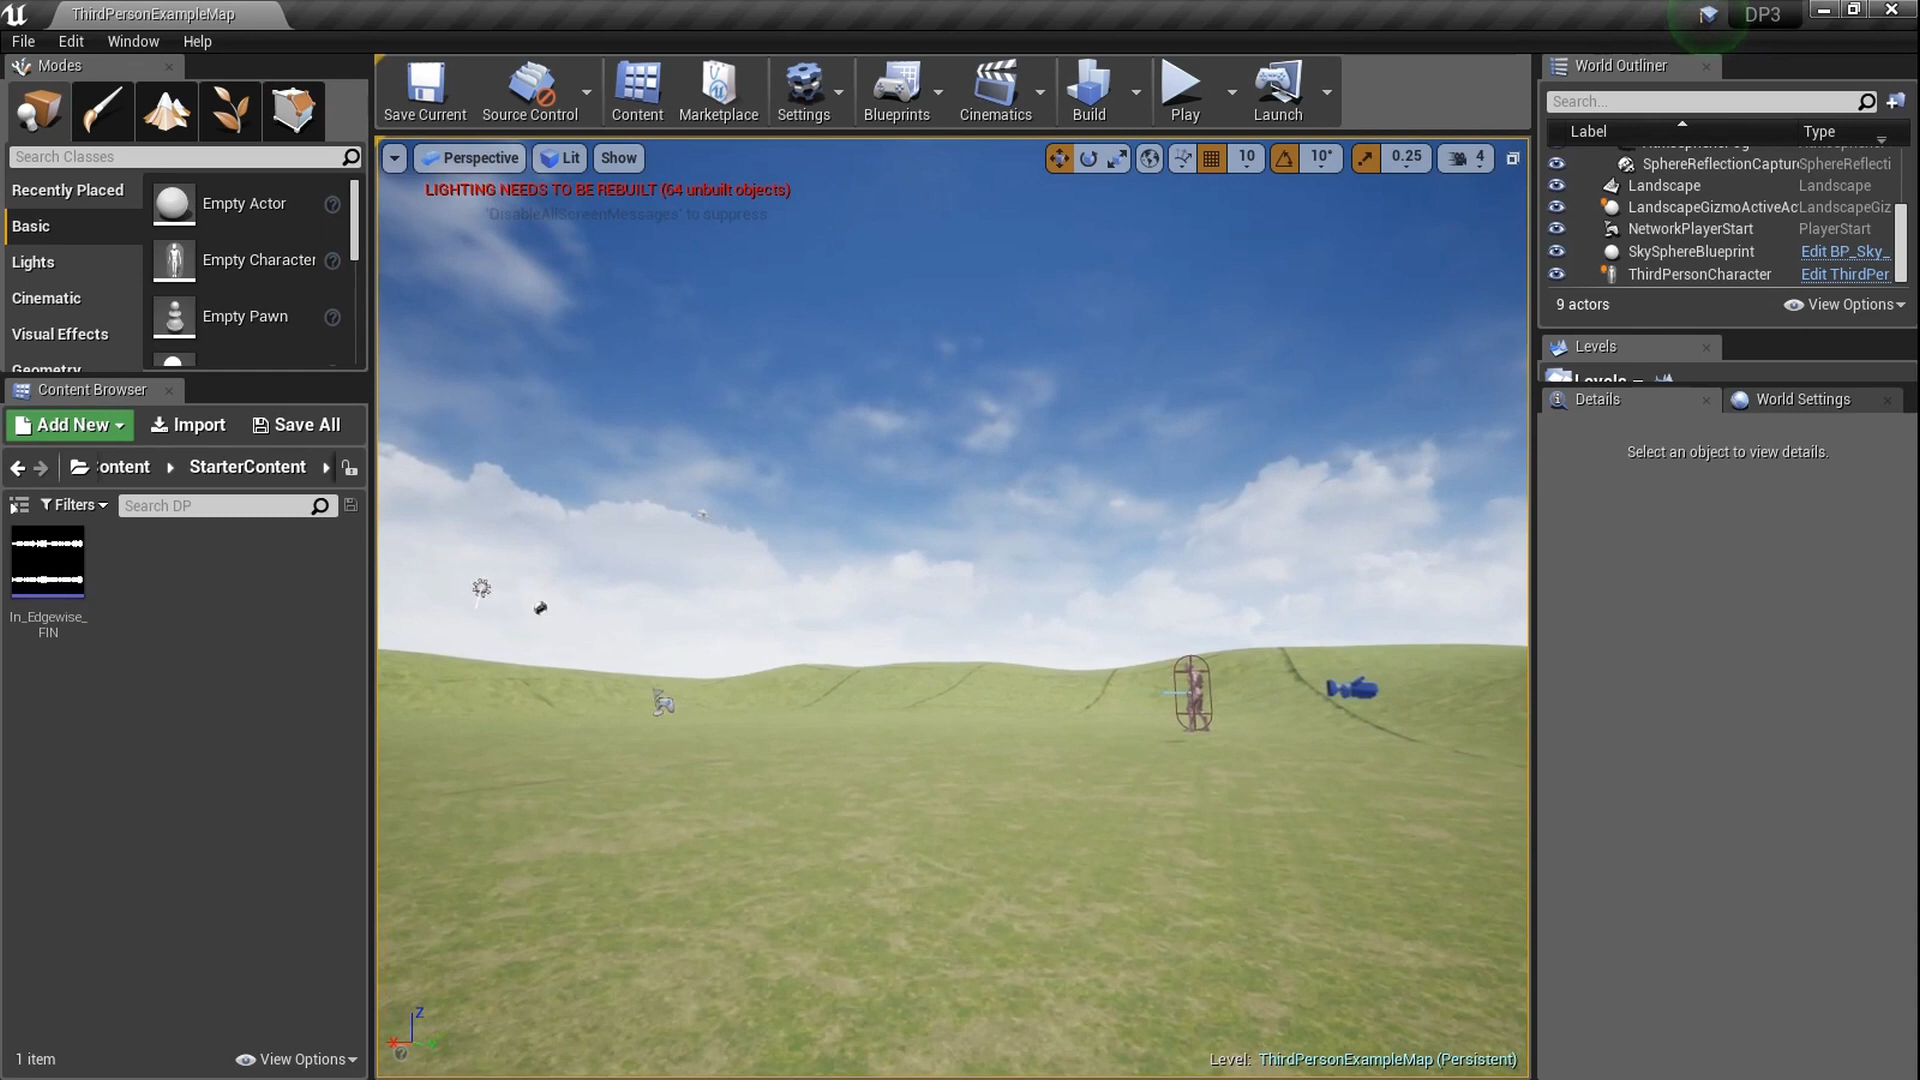 ThirdPersonExampleMap
DP3
File Edit Window Help
Modes
Search Classes
Recently Placed
Basic
Lights
Cinematic
Visual Effects
Geometry
Empty Actor
Empty Character
Empty Pawn
Content Browser
Add New
Import
Save All
ontent
StarterContent
Filters
Search DP
In_Edgewise_
FIN
1 item
View Options
Save Current
Source Control
Content
Marketplace
Settings
Blueprints
Cinematics
Build
Play
Launch
Perspective
Lit
Show
10
10°
0.25
4
LIGHTING NEEDS TO BE REBUILT (64 unbuilt objects)
'DisableAllScreenMessages' to suppress
Z
X
Level: ThirdPersonExampleMap (Persistent)
World Outliner
Search...
Label Type
SphereReflectionCaptur SphereReflecti
Landscape Landscape
LandscapeGizmoActiveAc LandscapeGiz
NetworkPlayerStart PlayerStart
SkySphereBlueprint Edit BP_Sky_
ThirdPersonCharacter Edit ThirdPer
9 actors
View Options
Levels
Levels
Details
World Settings
Select an object to view details.